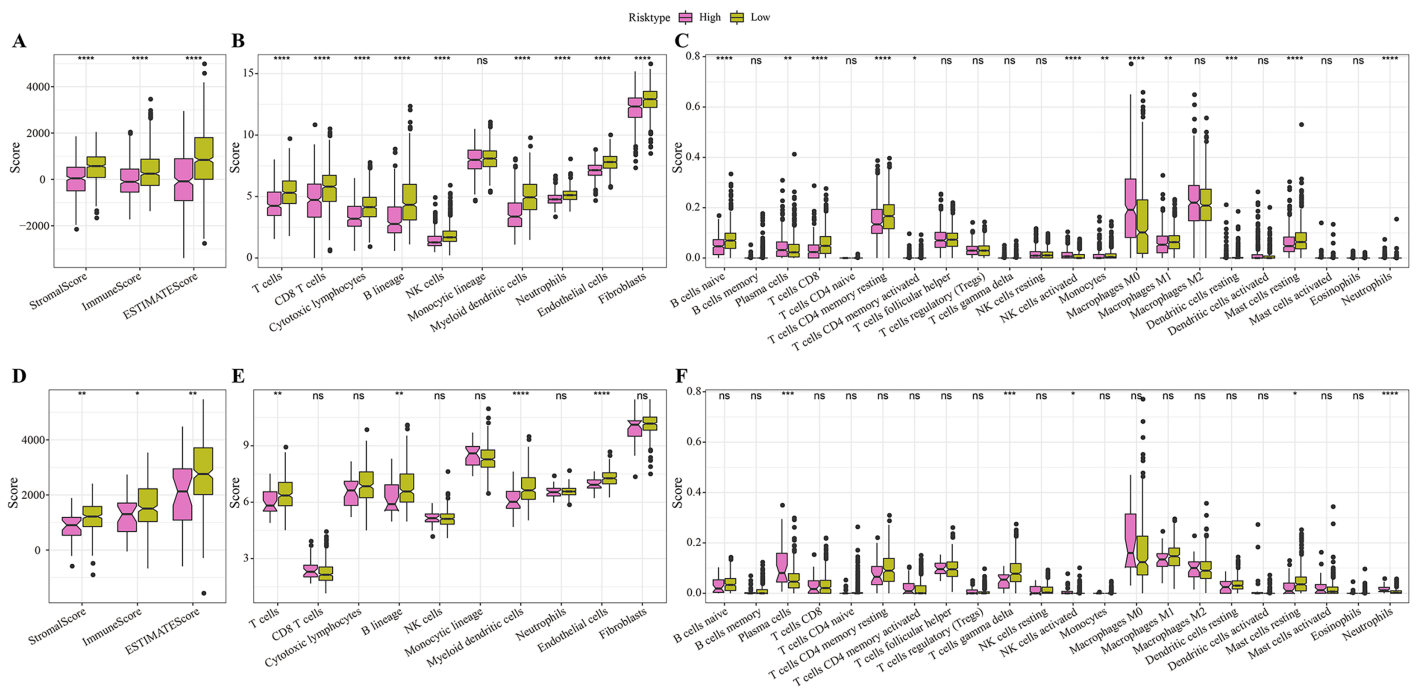 Risktype High Low
A
**** **** ****
4000
2000
0
−2000
Score
StromalScore
ImmuneScore
ESTIMATEScore
B
**** **** **** **** **** ns **** **** **** ****
15
10
5
0
Score
T cells
CD8 T cells
Cytotoxic lymphocytes
B lineage
NK cells
Monocytic lineage
Myeloid dendritic cells
Neutrophils
Endothelial cells
Fibroblasts
C
**** ns ** **** ns **** * ns ns ns ns **** ** **** ** ns *** ns **** ns ns ****
0.8
0.6
0.4
0.2
0.0
Score
B cells naive
B cells memory
Plasma cells
T cells CD8
T cells CD4 naive
T cells CD4 memory resting
T cells CD4 memory activated
T cells follicular helper
T cells regulatory (Tregs)
T cells gamma delta
NK cells resting
NK cells activated
Monocytes
Macrophages M0
Macrophages M1
Macrophages M2
Dendritic cells resting
Dendritic cells activated
Mast cells resting
Mast cells activated
Eosinophils
Neutrophils
D
** * **
4000
2000
0
Score
StromalScore
ImmuneScore
ESTIMATEScore
E
** ns ns ** ns ns **** ns **** ns
9
6
3
Score
T cells
CD8 T cells
Cytotoxic lymphocytes
B lineage
NK cells
Monocytic lineage
Myeloid dendritic cells
Neutrophils
Endothelial cells
Fibroblasts
F
ns ns *** ns ns ns ns ns ns *** ns * ns ns ns ns ns ns * ns ns ****
0.8
0.6
0.4
0.2
0.0
Score
B cells naive
B cells memory
Plasma cells
T cells CD8
T cells CD4 naive
T cells CD4 memory resting
T cells CD4 memory activated
T cells follicular helper
T cells regulatory (Tregs)
T cells gamma delta
NK cells resting
NK cells activated
Monocytes
Macrophages M0
Macrophages M1
Macrophages M2
Dendritic cells resting
Dendritic cells activated
Mast cells resting
Mast cells activated
Eosinophils
Neutrophils